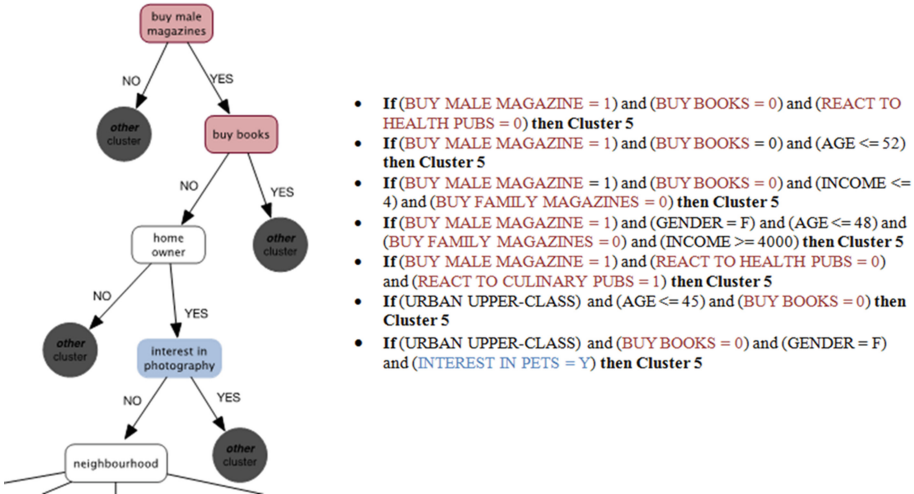 buy male
magazines
NO
YES
other
cluster
buy books
NO
YES
home
owner
other
cluster
NO
YES
other
cluster
interest in
photography
NO
YES
neighbourhood
other
cluster
• If (BUY MALE MAGAZINE = 1) and (BUY BOOKS = 0) and (REACT TO
HEALTH PUBS = 0) then Cluster 5
• If (BUY MALE MAGAZINE = 1) and (BUY BOOKS = 0) and (AGE <= 52)
then Cluster 5
• If (BUY MALE MAGAZINE = 1) and (BUY BOOKS = 0) and (INCOME <=
4) and (BUY FAMILY MAGAZINES = 0) then Cluster 5
• If (BUY MALE MAGAZINE = 1) and (GENDER = F) and (AGE <= 48) and
(BUY FAMILY MAGAZINES = 0) and (INCOME >= 4000) then Cluster 5
• If (BUY MALE MAGAZINE = 1) and (REACT TO HEALTH PUBS = 0)
and (REACT TO CULINARY PUBS = 1) then Cluster 5
• If (URBAN UPPER-CLASS) and (AGE <= 45) and (BUY BOOKS = 0) then
Cluster 5
• If (URBAN UPPER-CLASS) and (BUY BOOKS = 0) and (GENDER = F)
and (INTEREST IN PETS = Y) then Cluster 5